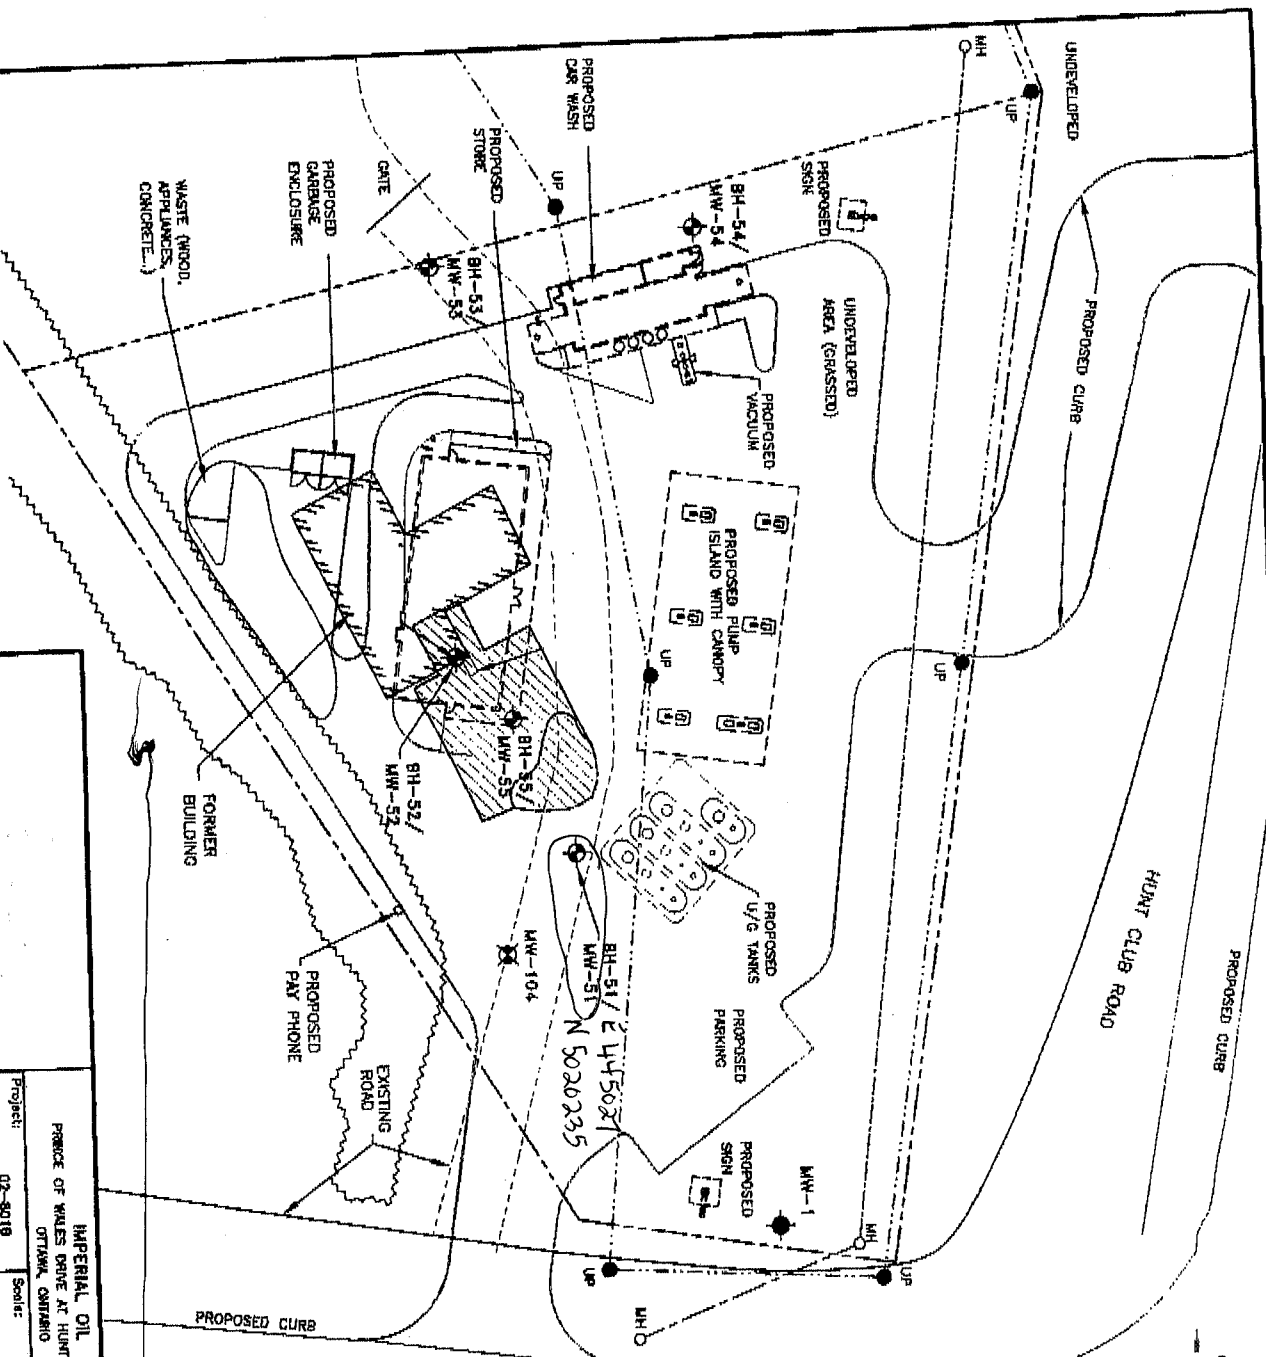 UNDEVELOPED
MH
UP
PROPOSED
SIGN
PROPOSED
CAR WASH
UP
BH-54/
MW-54
PROPOSED
STORE
GATE
PROPOSED
GARBAGE
ENCLOSURE
WASTE (WOOD,
APPLIANCES,
CONCRETE...)
BH-53/
MW-53
UNDEVELOPED
AREA (GRASSED)
PROPOSED CURB
PROPOSED
VACUUM
PROPOSED PUMP
ISLAND WITH CANOPY
UP
UP
BH-55/
MW-55
BH-52/
MW-52
FORMER
BUILDING
HUNT CLUB ROAD
PROPOSED CURB
PROPOSED
U/G TANKS
MW-104
BH-51/
MW-51
E 445027
N 5020235
PROPOSED
PARKING
PROPOSED
PAY PHONE
EXISTING
ROAD
PROPOSED
SIGN
MW-1
MH
UP
UP
MH
PROPOSED CURB
IMPERIAL OIL
PRINCE OF WALES DRIVE AT HUNT
OTTAWA, ONTARIO
Project:
02-8018
Scale: